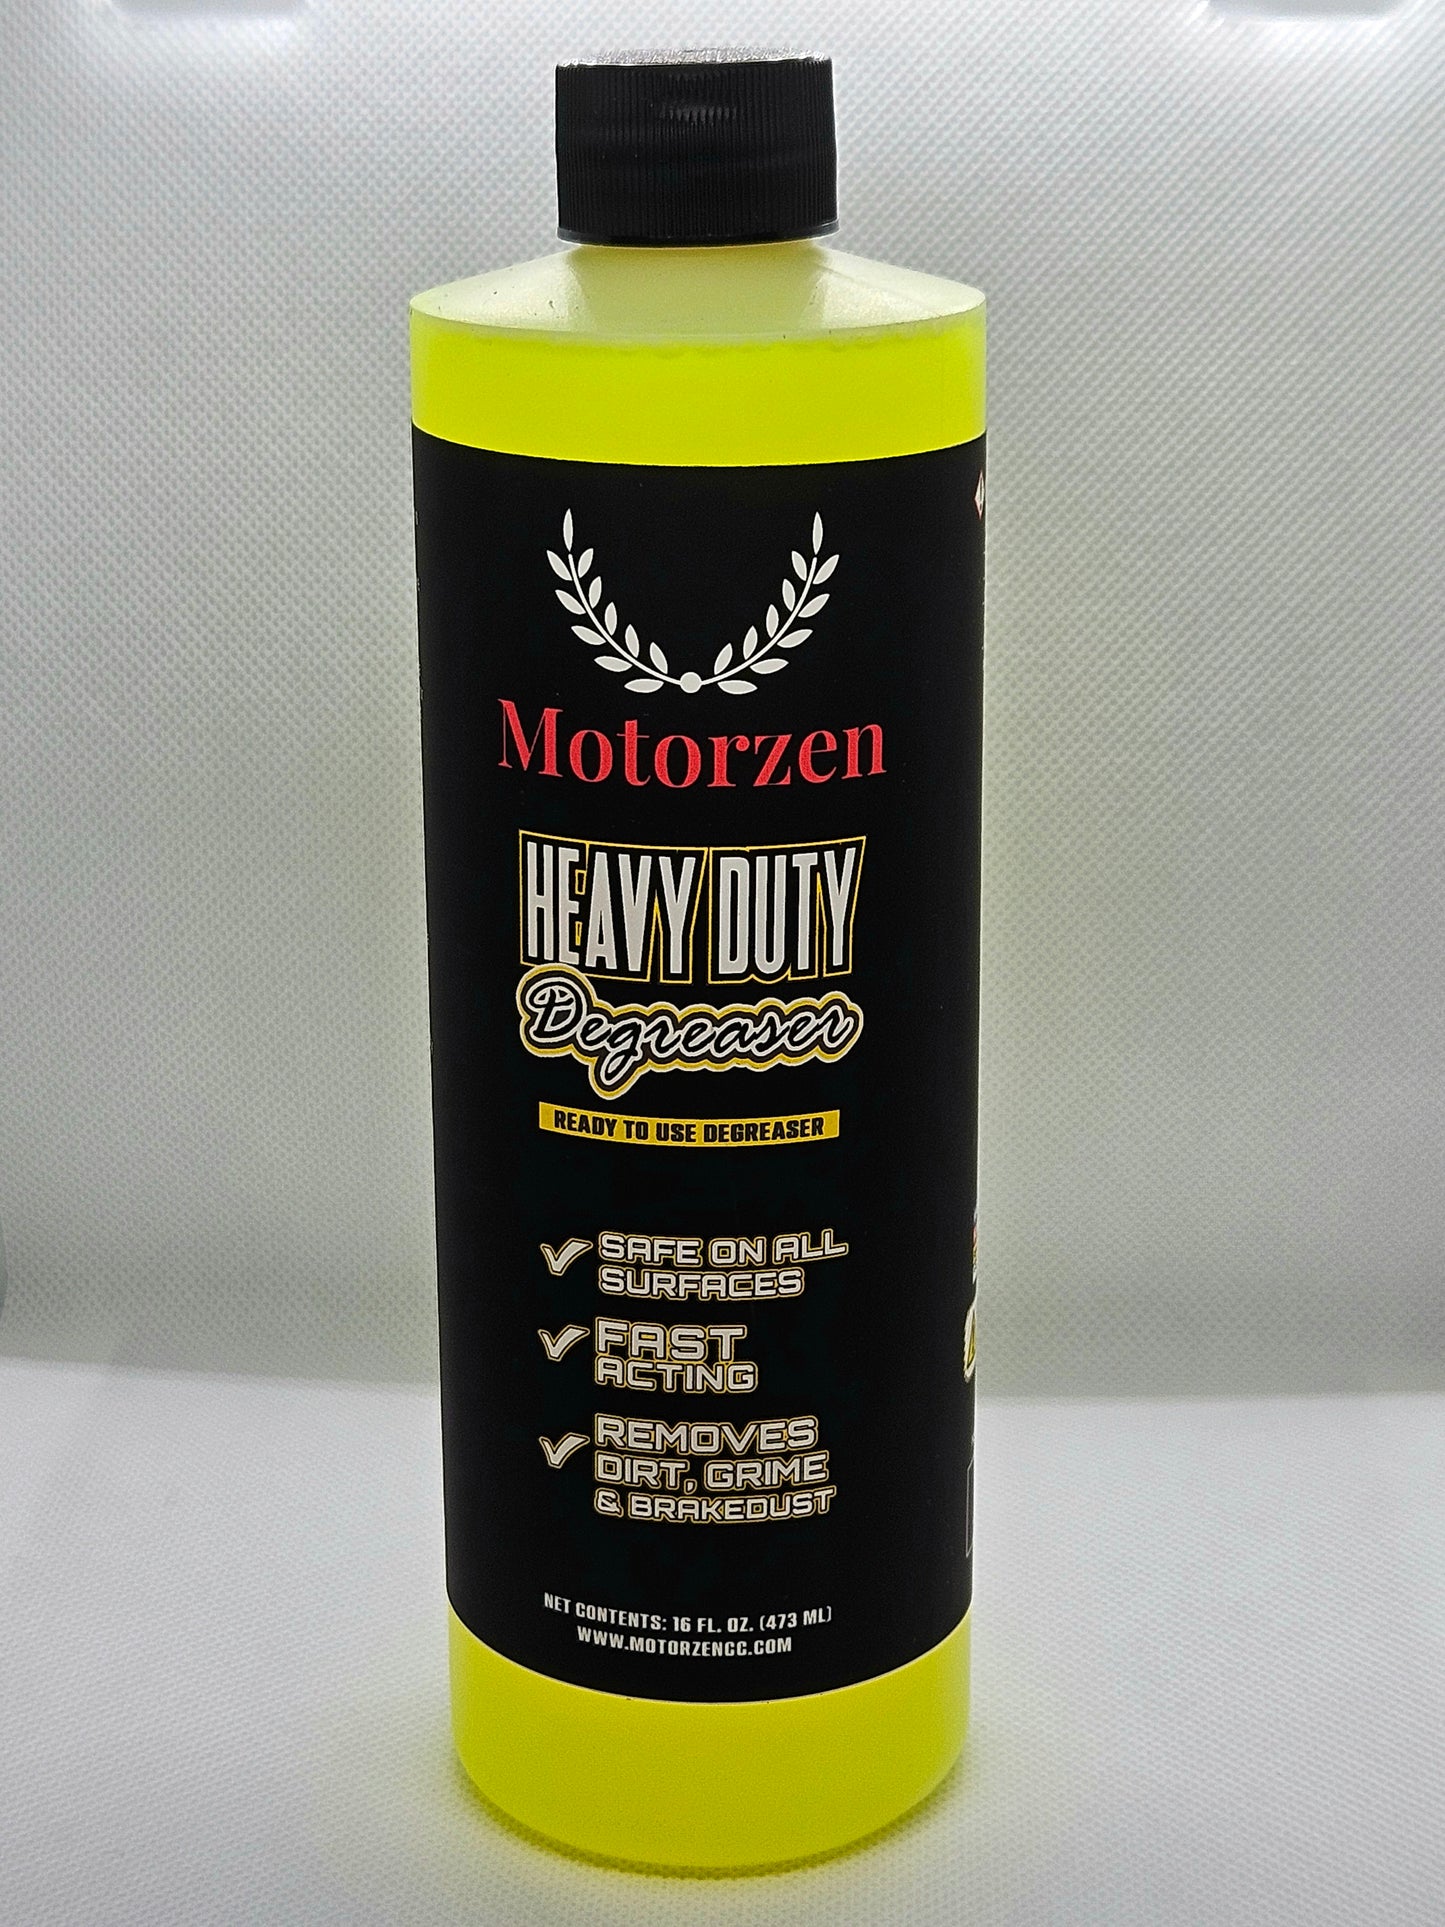 Motorzen
HEAVY DUTY
Degreaser
READY TO USE DEGREASER
SAFE ON ALL
SURFACES
FAST
ACTING
REMOVES
DIRT, GRIME
& BRAKEDUST
NET CONTENTS: 16 FL. OZ. (473 ML)
WWW.MOTORZENCC.COM